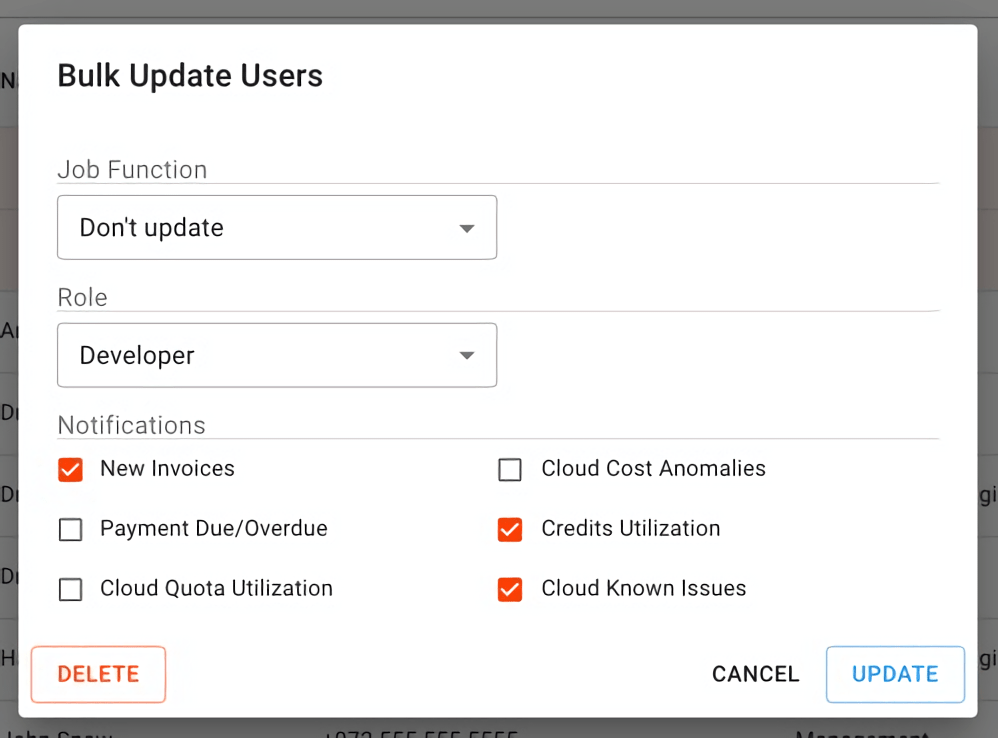 Bulk Update Users
Job Function
Don't update
Role
Developer
Notifications
New Invoices
Cloud Cost Anomalies
Payment Due/Overdue
Credits Utilization
Cloud Quota Utilization
Cloud Known Issues
DELETE
CANCEL
UPDATE